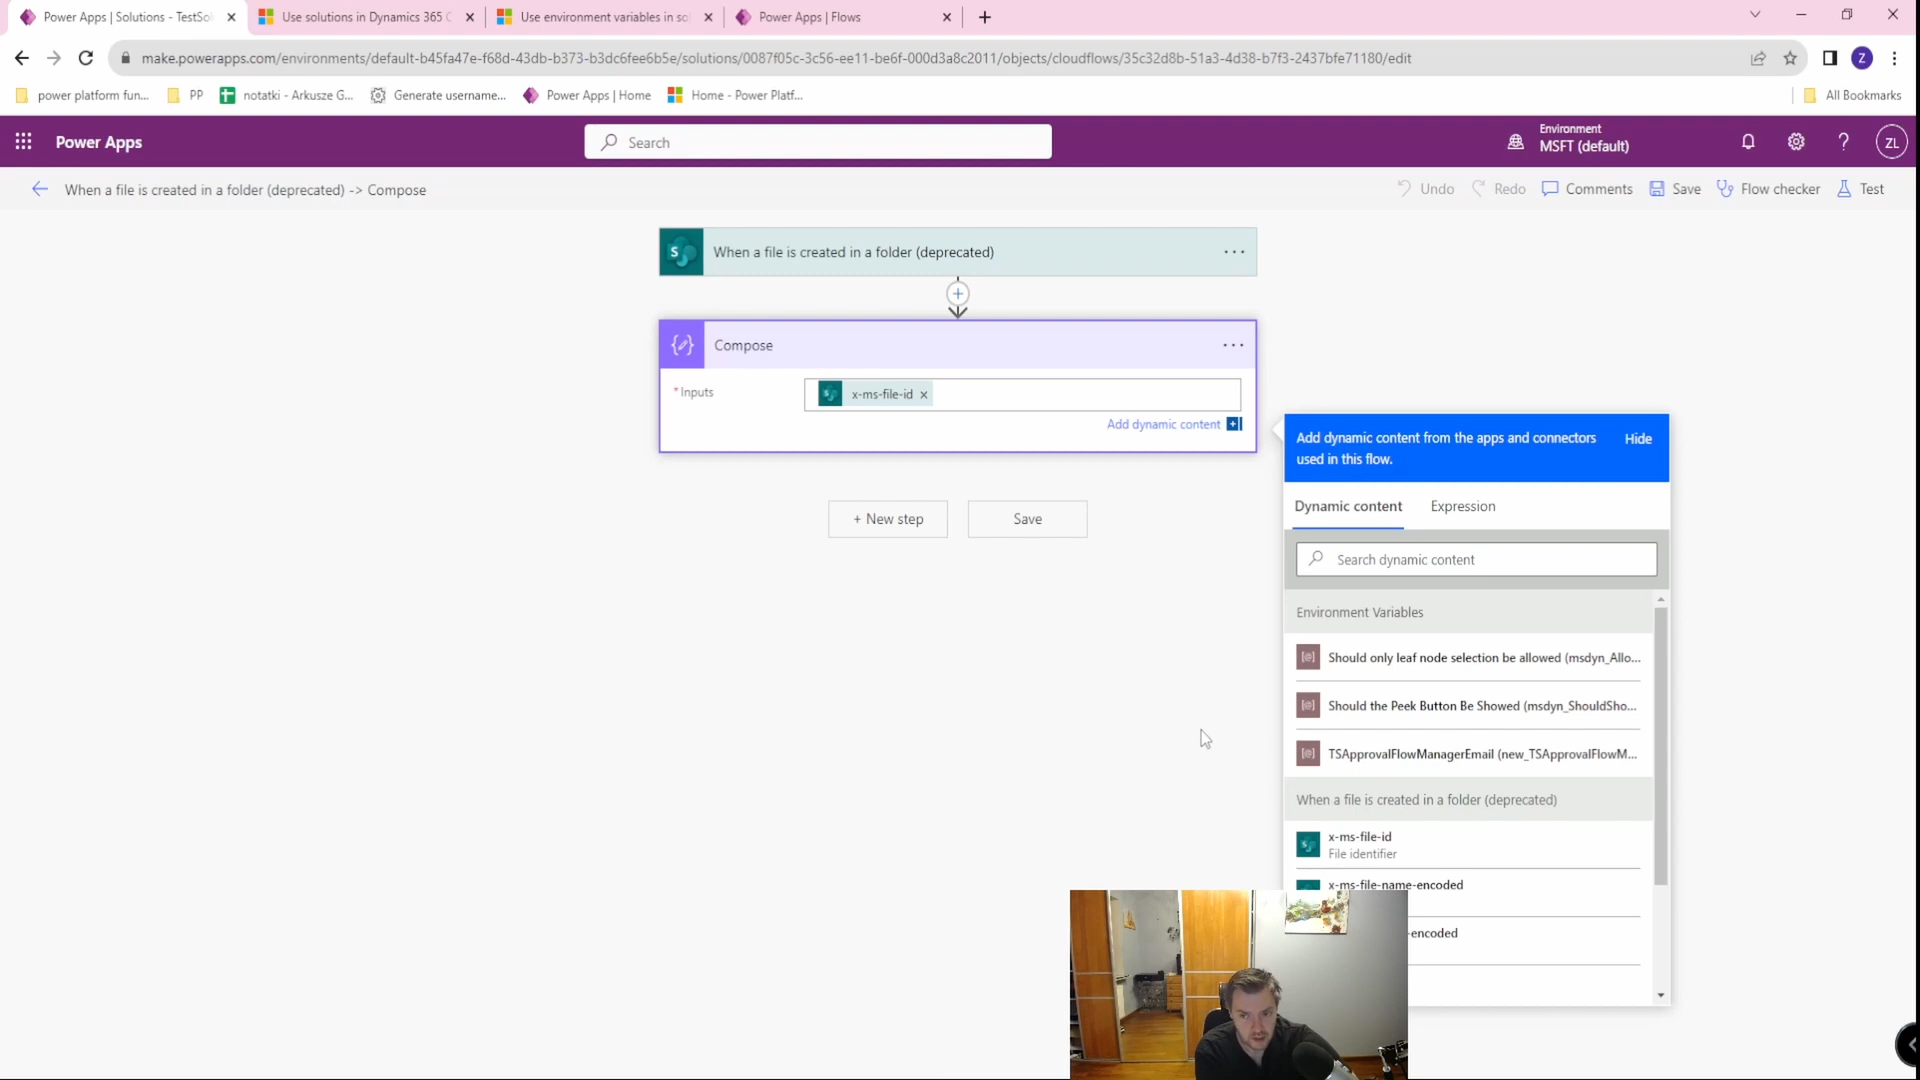 Power Apps | Solutions - TestSol
Use solutions in Dynamics 365 C
Use environment variables in so
Power Apps | Flows
make.powerapps.com/environments/default-b45fa47e-f68d-43db-b373-b3dc6fee6b5e/solutions/0087f05c-3c56-ee11-be6f-000d3a8c2011/objects/cloudflows/35c32d8b-51a3-4d38-b7f3-2437bfe71180/edit
Z
power platform fun...
PP
notatki - Arkusze G...
Generate username...
Power Apps | Home
Home - Power Platf...
All Bookmarks
Power Apps
Search
Environment
MSFT (default)
ZL
When a file is created in a folder (deprecated) -> Compose
Undo
Redo
Comments
Save
Flow checker
Test
When a file is created in a folder (deprecated)
Compose
* Inputs
x-ms-file-id
Add dynamic content
+ New step
Save
Add dynamic content from the apps and connectors
used in this flow.
Hide
Dynamic content
Expression
Search dynamic content
Environment Variables
Should only leaf node selection be allowed (msdyn_Allo...
Should the Peek Button Be Showed (msdyn_ShouldSho...
TSApprovalFlowManagerEmail (new_TSApprovalFlowM...
When a file is created in a folder (deprecated)
x-ms-file-id
File identifier
x-ms-file-name-encoded
encoded